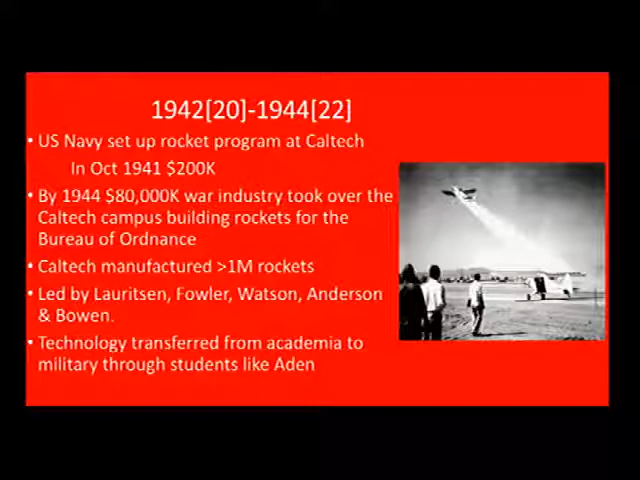 1942[20]-1944[22]
• US Navy set up rocket program at Caltech
In Oct 1941 $200K
• By 1944 $80,000K war industry took over the
Caltech campus building rockets for the
Bureau of Ordnance
• Caltech manufactured >1M rockets
• Led by Lauritsen, Fowler, Watson, Anderson
& Bowen.
• Technology transferred from academia to
military through students like Aden